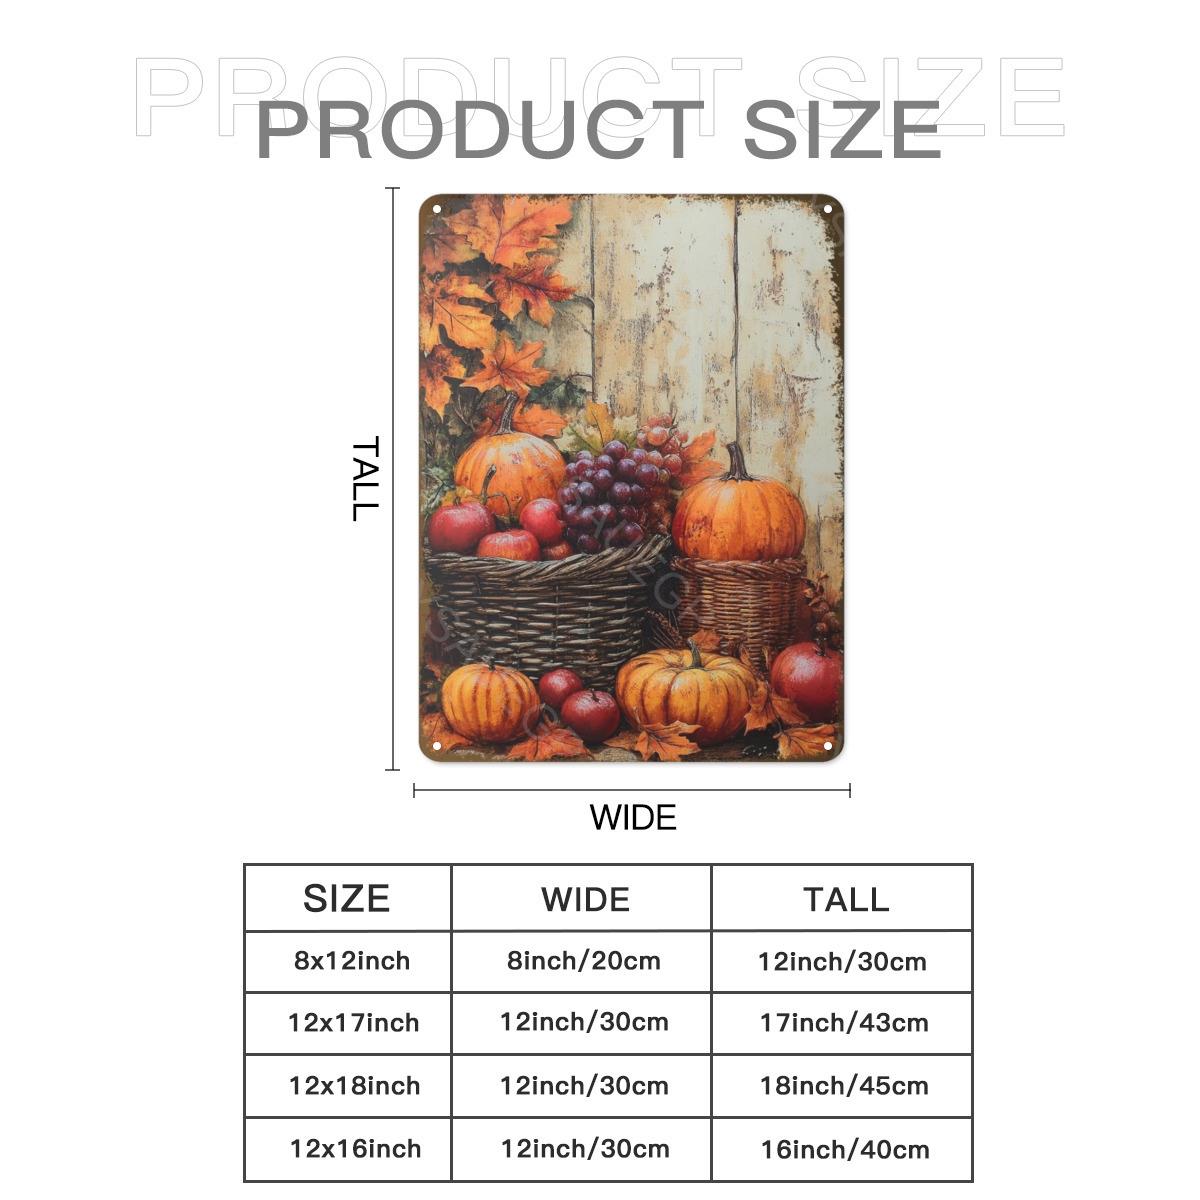 PRODUCT SIZE
PRODUCT SIZE
TALL
WIDE
SIZE WIDE TALL
8x12inch 8inch/20cm 12inch/30cm
12x17inch 12inch/30cm 17inch/43cm
12x18inch 12inch/30cm 18inch/45cm
12x16inch 12inch/30cm 16inch/40cm